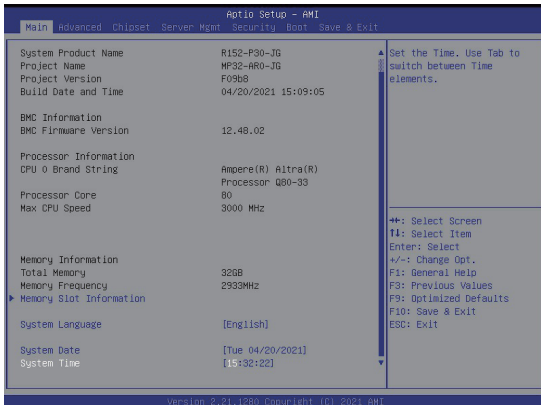 Aptio Setup – AMI
Main Advanced Chipset Server Mgmt Security Boot Save & Exit
System Product Name R152-P30-JG
Project Name MP32-AR0-JG
Project Version F09b8
Build Date and Time 04/20/2021 15:09:05
BMC Information
BMC Firmware Version 12.48.02
Processor Information
CPU 0 Brand String Ampere(R) Altra(R)
Processor Q80-33
Processor Core 80
Max CPU Speed 3000 MHz
Memory Information
Total Memory 32GB
Memory Frequency 2933MHz
Memory Slot Information
System Language [English]
System Date [Tue 04/20/2021]
System Time [15:32:22]
Set the Time. Use Tab to
switch between Time
elements.
→←: Select Screen
↑↓: Select Item
Enter: Select
+/-: Change Opt.
F1: General Help
F3: Previous Values
F9: Optimized Defaults
F10: Save & Exit
ESC: Exit
Version 2.21.1280 Copyright (C) 2021 AMI